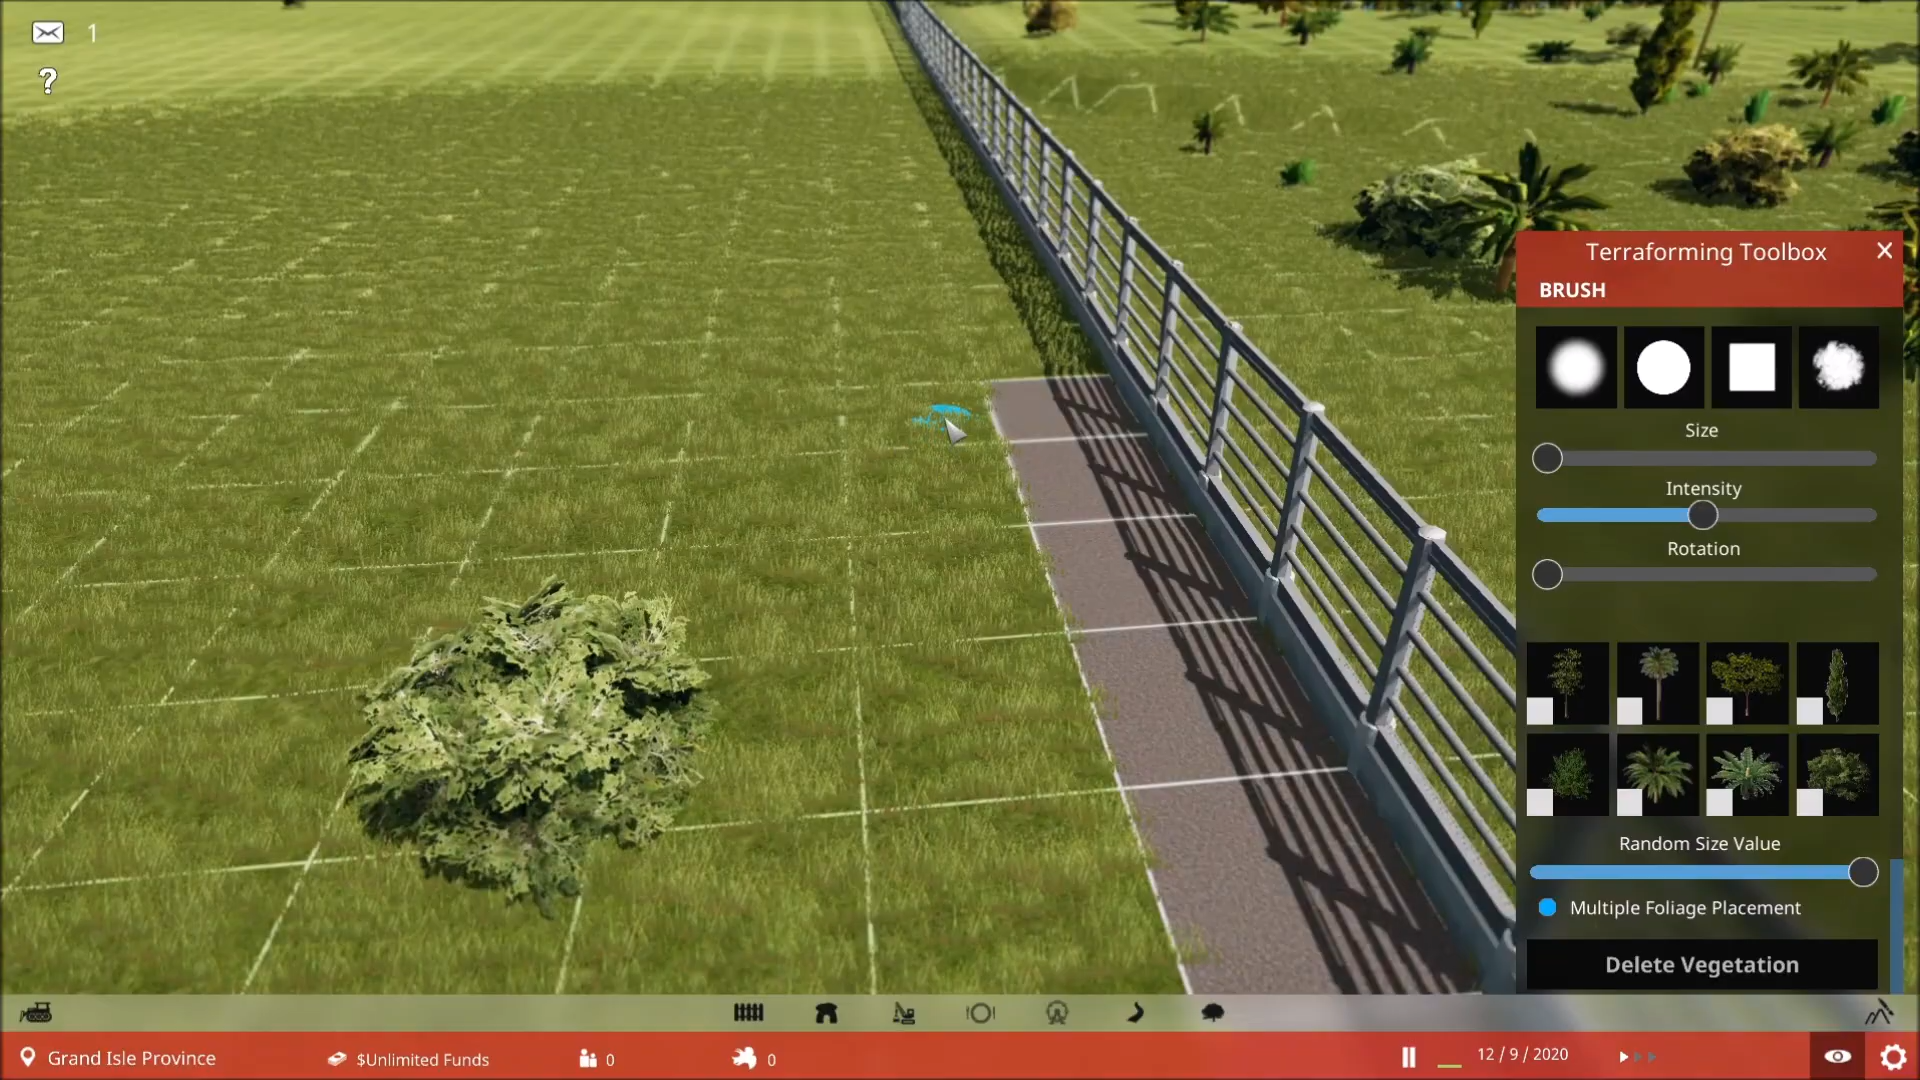 1
?
Terraforming Toolbox
BRUSH
Size
Intensity
Rotation
Random Size Value
Multiple Foliage Placement
Delete Vegetation
Grand Isle Province
$Unlimited Funds
0
0
12 / 9 / 2020